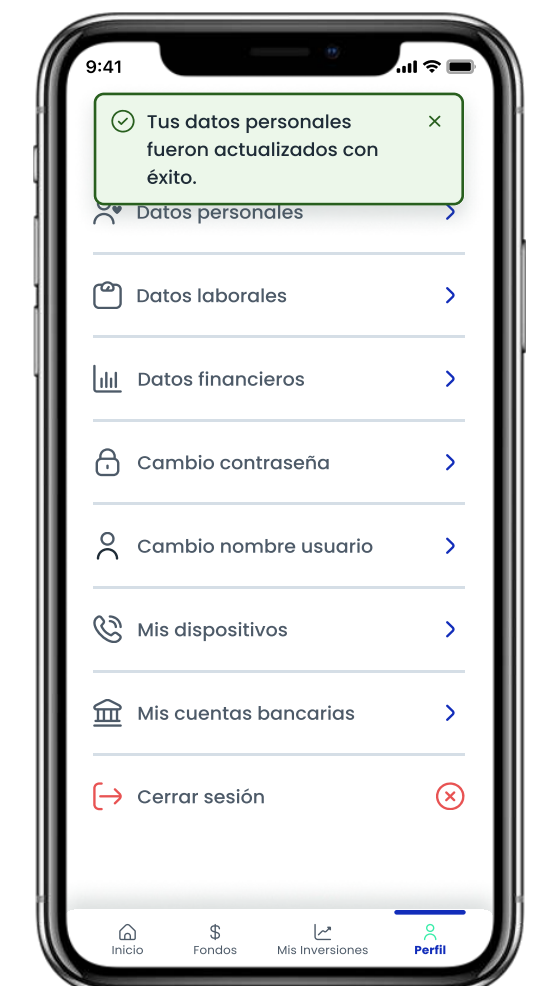 9:41
Tus datos personales
fueron actualizados con
éxito.
Datos personales
Datos laborales
Datos financieros
Cambio contraseña
Cambio nombre usuario
Mis dispositivos
Mis cuentas bancarias
Cerrar sesión
Inicio
Fondos
Mis Inversiones
Perfil